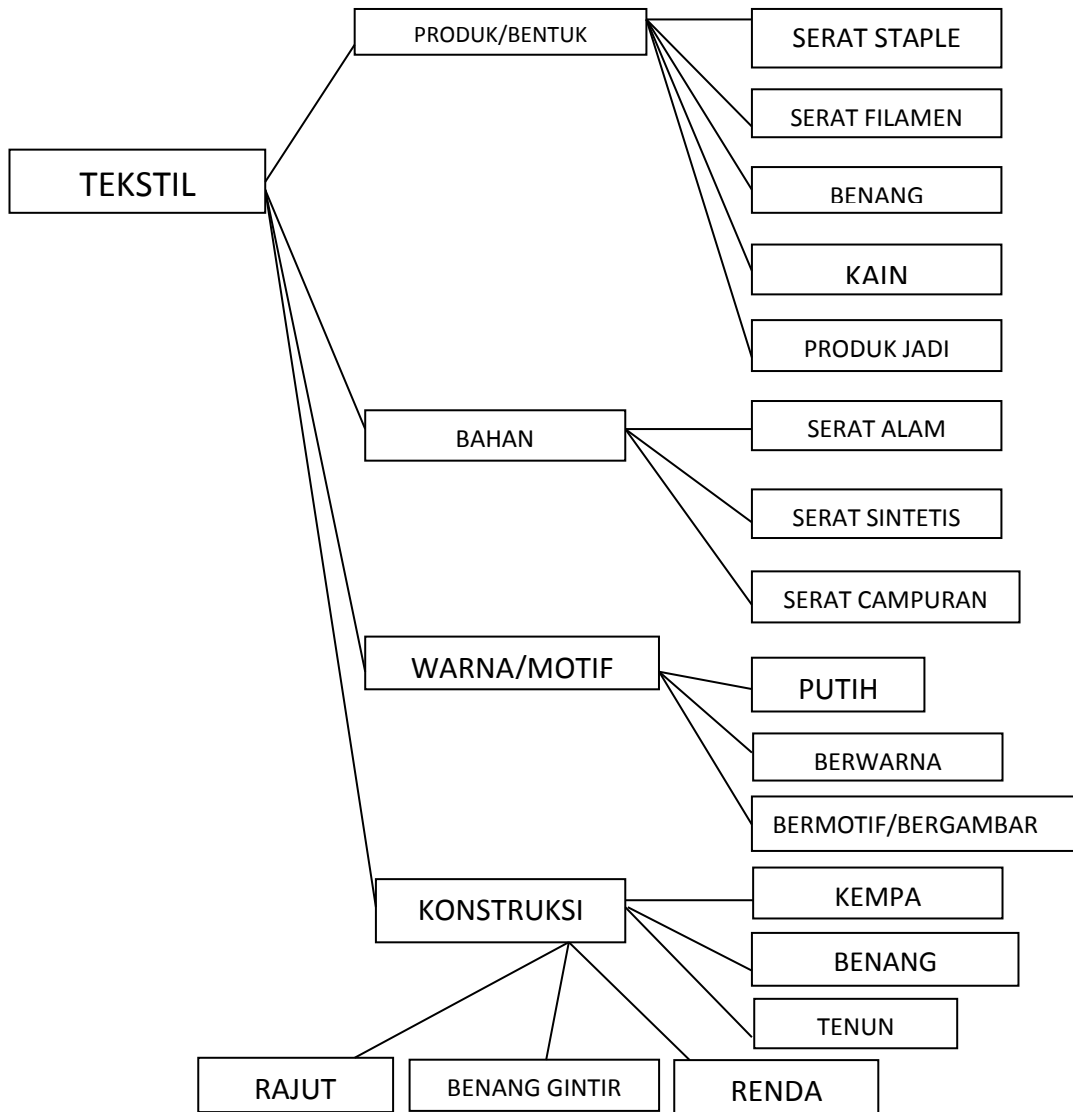 PRODUK/BENTUK
SERAT STAPLE
SERAT FILAMEN
TEKSTIL
BENANG
KAIN
PRODUK JADI
BAHAN
SERAT ALAM
SERAT SINTETIS
SERAT CAMPURAN
WARNA/MOTIF
PUTIH
BERWARNA
BERMOTIF/BERGAMBAR
KONSTRUKSI
KEMPA
BENANG
TENUN
RAJUT
BENANG GINTIR
RENDA